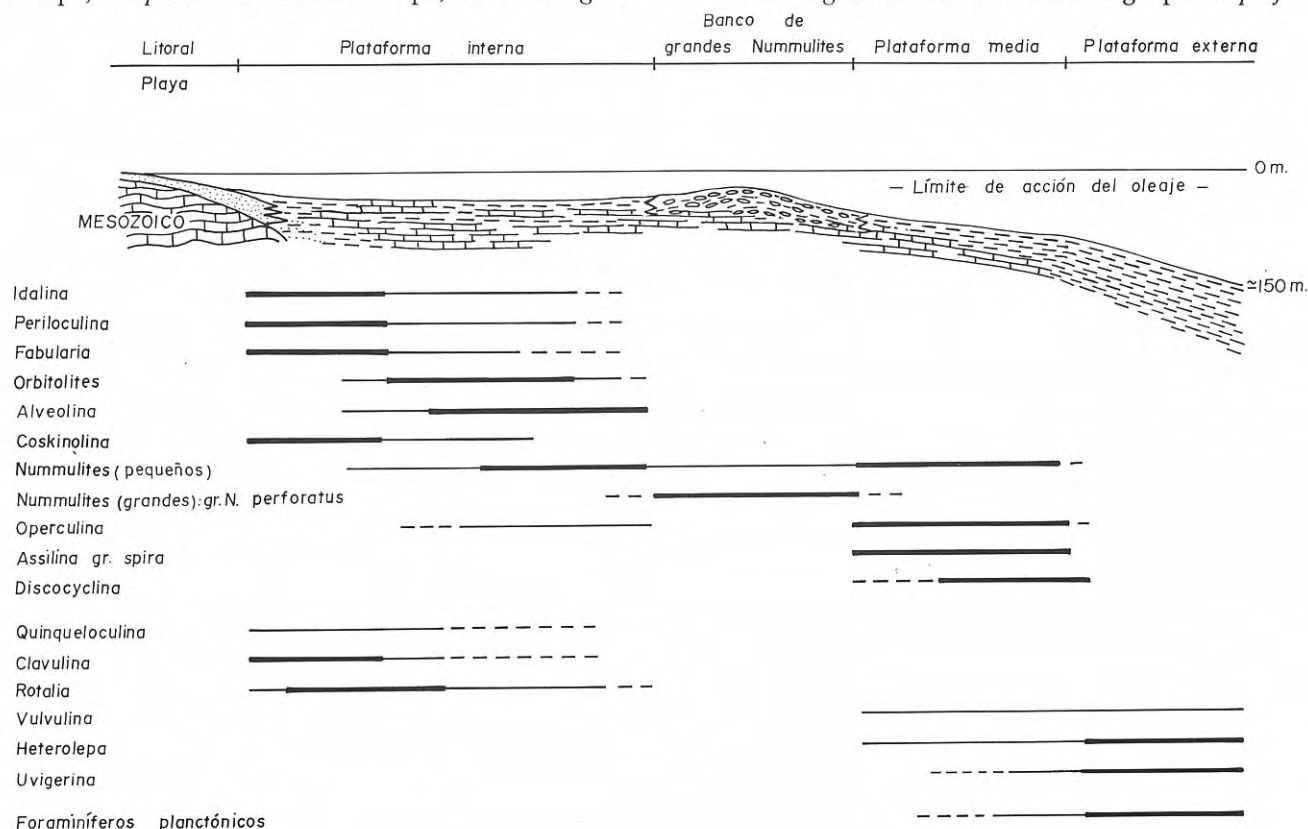 Banco de
Litoral Plataforma interna grandes Nummulites Plataforma media Plataforma externa
Playa
0 m.
— Límite de acción del oleaje —
MESOZOICO
≃150 m.
Idalina
Periloculina
Fabularia
Orbitolites
Alveolina
Coskinolina
Nummulites (pequeños)
Nummulites (grandes): gr. N. perforatus
Operculina
Assilina gr. spira
Discocyclina
Quinqueloculina
Clavulina
Rotalia
Vulvulina
Heterolepa
Uvigerina
Foraminíferos planctónicos